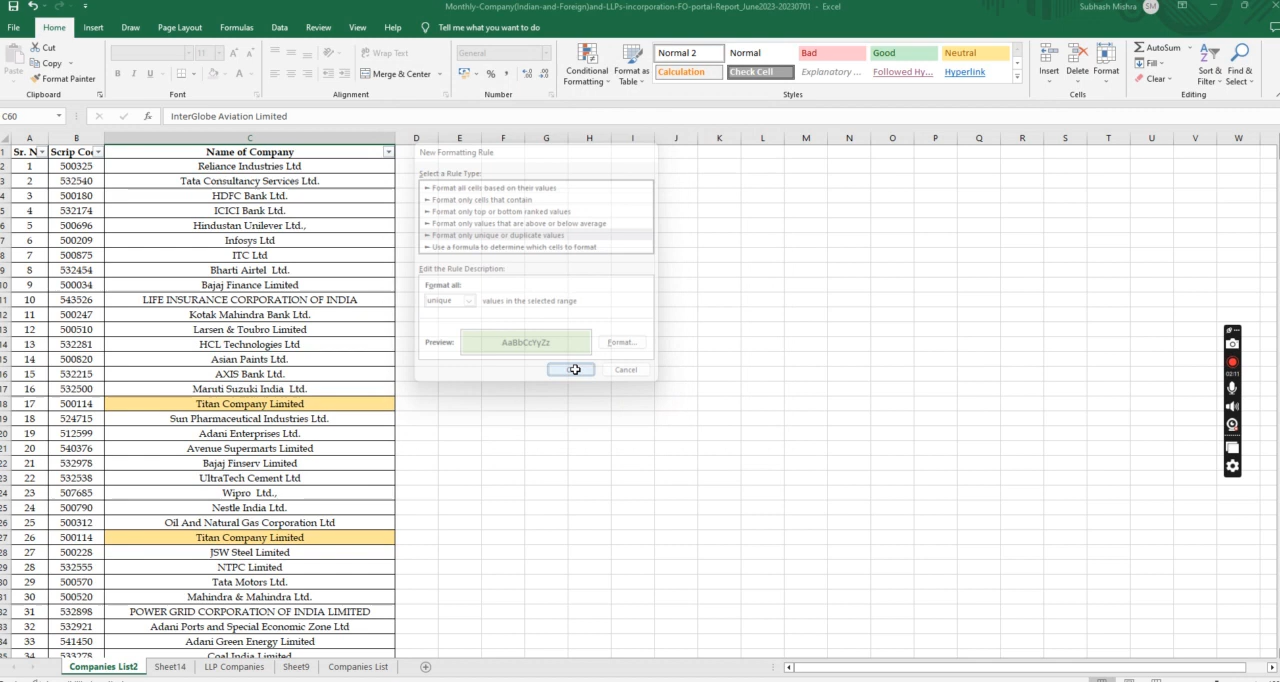 Monthly-Company(Indian-and-Foreign)and-LLPs-incorporation-FO-portal-Report_June2023-20230701 - Excel
Subhash Mishra SM
File Home Insert Draw Page Layout Formulas Data Review View Help Tell me what you want to do
Paste
Cut
Copy
Format Painter
Clipboard
11
B I U
Font
Wrap Text
Merge & Center
Alignment
General
Number
Conditional Formatting
Format as Table
Normal 2 Normal Bad Good Neutral
Calculation Check Cell Explanatory ... Followed Hy... Hyperlink
Styles
Insert Delete Format
Cells
AutoSum
Fill
Clear
Sort & Filter
Find & Select
Editing
C60 fx InterGlobe Aviation Limited
A B C D E F G H I J K L M N O P Q R S T U V W
Sr. N Scrip Co Name of Company
1 500325 Reliance Industries Ltd
2 532540 Tata Consultancy Services Ltd.
3 500180 HDFC Bank Ltd.
4 532174 ICICI Bank Ltd.
5 500696 Hindustan Unilever Ltd.,
6 500209 Infosys Ltd
7 500875 ITC Ltd
8 532454 Bharti Airtel Ltd.
9 500034 Bajaj Finance Limited
10 543526 LIFE INSURANCE CORPORATION OF INDIA
11 500247 Kotak Mahindra Bank Ltd.
12 500510 Larsen & Toubro Limited
13 532281 HCL Technologies Ltd
14 500820 Asian Paints Ltd.
15 532215 AXIS Bank Ltd.
16 532500 Maruti Suzuki India Ltd.
17 500114 Titan Company Limited
18 524715 Sun Pharmaceutical Industries Ltd.
19 512599 Adani Enterprises Ltd.
20 540376 Avenue Supermarts Limited
21 532978 Bajaj Finserv Limited
22 532538 UltraTech Cement Ltd
23 507685 Wipro Ltd.,
24 500790 Nestle India Ltd.
25 500312 Oil And Natural Gas Corporation Ltd
26 500114 Titan Company Limited
27 500228 JSW Steel Limited
28 532555 NTPC Limited
29 500570 Tata Motors Ltd.
30 500520 Mahindra & Mahindra Ltd.
31 532898 POWER GRID CORPORATION OF INDIA LIMITED
32 532921 Adani Ports and Special Economic Zone Ltd
33 541450 Adani Green Energy Limited
34 533278 Coal India Limited
New Formatting Rule
Select a Rule Type:
► Format all cells based on their values
► Format only cells that contain
► Format only top or bottom ranked values
► Format only values that are above or below average
► Format only unique or duplicate values
► Use a formula to determine which cells to format
Edit the Rule Description:
Format all:
unique values in the selected range
Preview: AaBbCcYyZz Format...
Cancel
02:11
Companies List2 Sheet14 LLP Companies Sheet9 Companies List